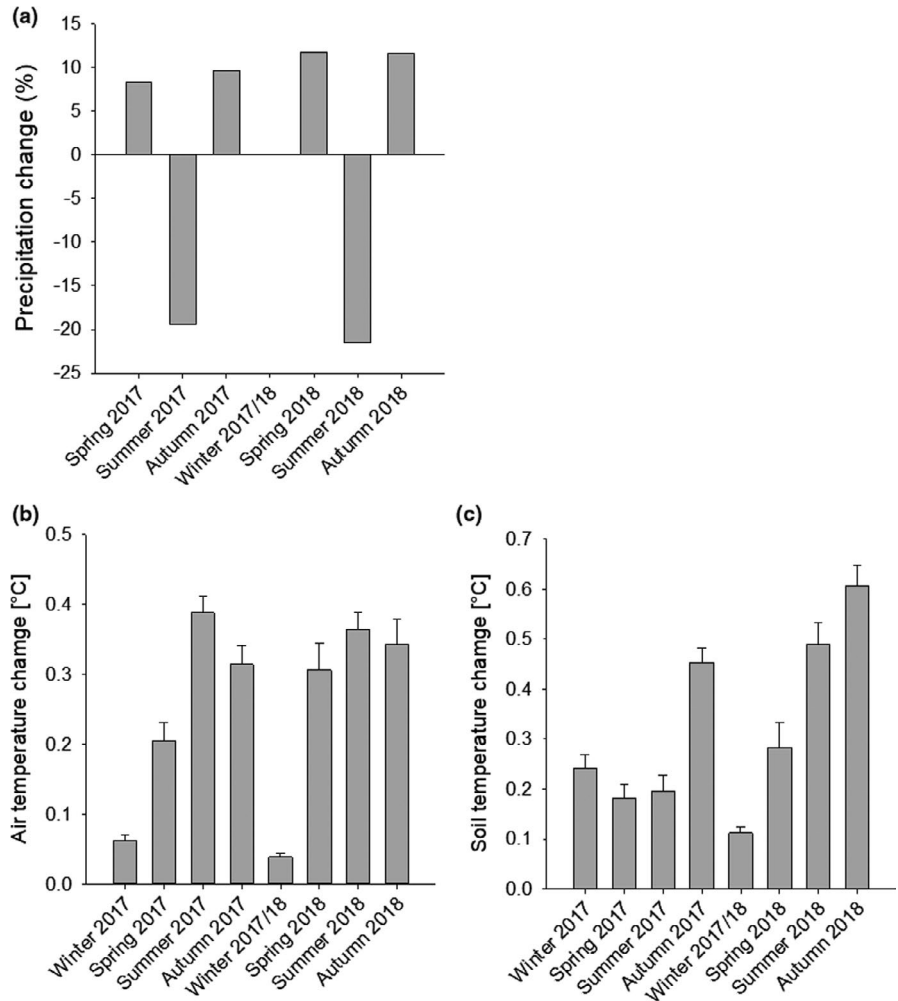 (a)
Precipitation change (%)
15
10
5
0
-5
-10
-15
-20
-25
Spring 2017
Summer 2017
Autumn 2017
Winter 2017/18
Spring 2018
Summer 2018
Autumn 2018
(b)
Air temperature chamge [°C]
0.5
0.4
0.3
0.2
0.1
0.0
Winter 2017
Spring 2017
Summer 2017
Autumn 2017
Winter 2017/18
Spring 2018
Summer 2018
Autumn 2018
(c)
Soil temperature chamge [°C]
0.7
0.6
0.5
0.4
0.3
0.2
0.1
0.0
Winter 2017
Spring 2017
Summer 2017
Autumn 2017
Winter 2017/18
Spring 2018
Summer 2018
Autumn 2018